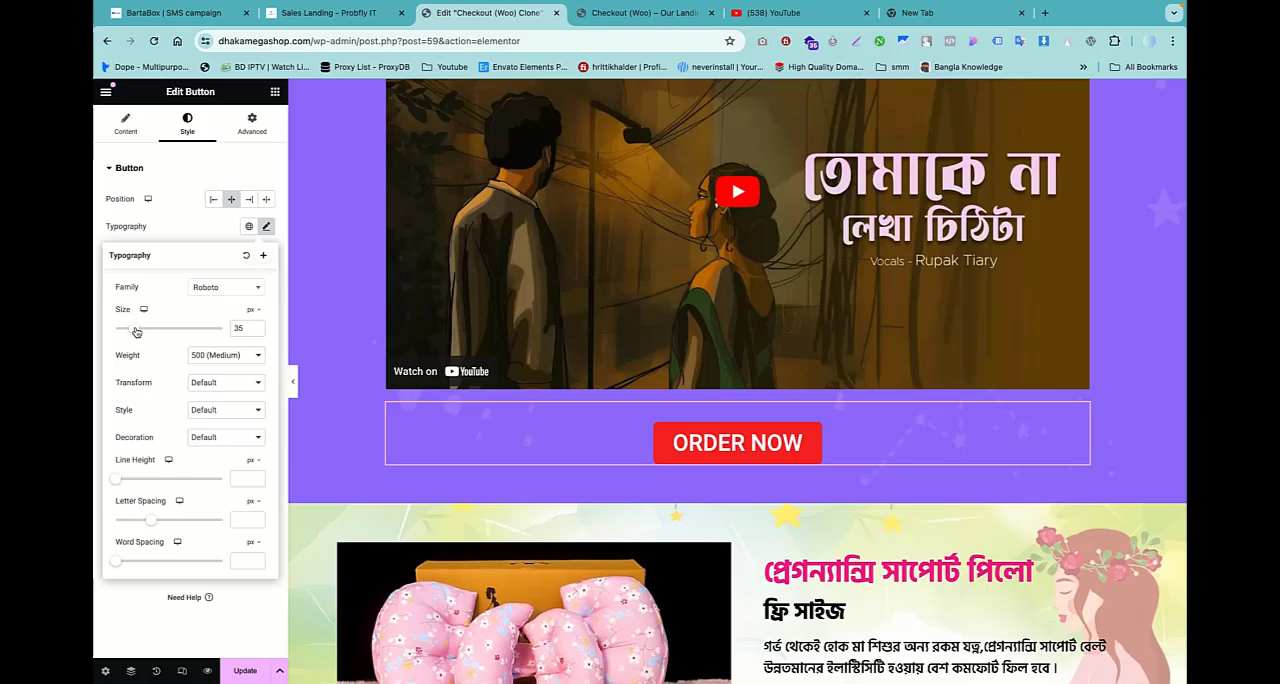 BartaBox | SMS campaign
Sales Landing - Probfly IT
Edit "Checkout (Woo) Clone"
Checkout (Woo) – Our Landi
(538) YouTube
New Tab
dhakamegashop.com/wp-admin/post.php?post=59&action=elementor
35
Dope - Multipurpo...
BD IPTV | Watch Li...
Proxy List - ProxyDB
Youtube
Envato Elements P...
hrittikhalder | Profi...
neverinstall | Your...
High Quality Doma...
smm
Bangla Knowledge
All Bookmarks
Edit Button
Content
Style
Advanced
Button
Position
Typography
Typography
Family
Roboto
Size
px
35
Weight
500 (Medium)
Transform
Default
Style
Default
Decoration
Default
Line Height
px
Letter Spacing
px
Word Spacing
px
Need Help
Update
তোমাকে না
লেখা চিঠিটা
Vocals - Rupak Tiary
Watch on YouTube
ORDER NOW
প্রেগন্যান্সি সাপোর্ট পিলো
ফ্রি সাইজ
গর্ভ থেকেই হোক মা শিশুর অন্য রকম যত্ন,প্রেগন্যান্সি সাপোর্ট বেল্ট
উন্নতমানের ইলাস্টিসিটি হওয়ায় বেশ কমফোর্ট ফিল হবে ।